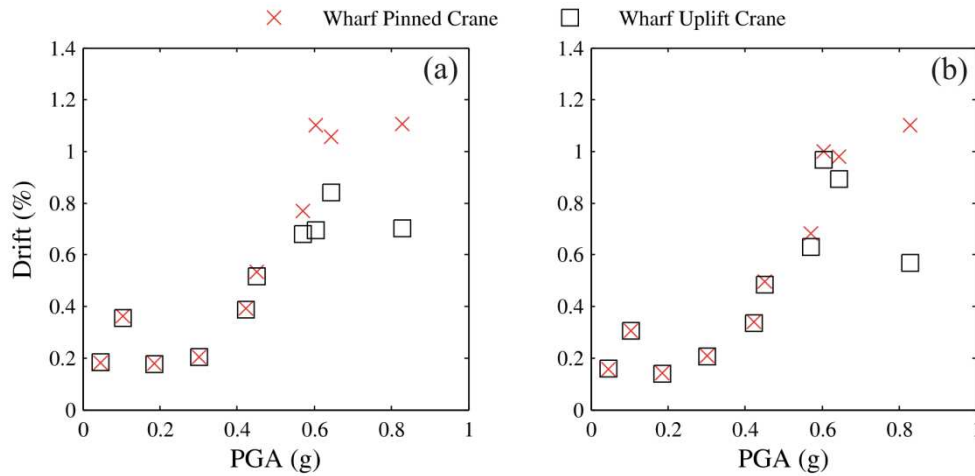 Wharf Pinned Crane Wharf Uplift Crane
(a) (b)
1.4 1.4
1.2 1.2
1 1
0.8 0.8
0.6 0.6
0.4 0.4
0.2 0.2
0 0
Drift (%)
0 0.2 0.4 0.6 0.8 1 0 0.2 0.4 0.6 0.8 1
PGA (g) PGA (g)